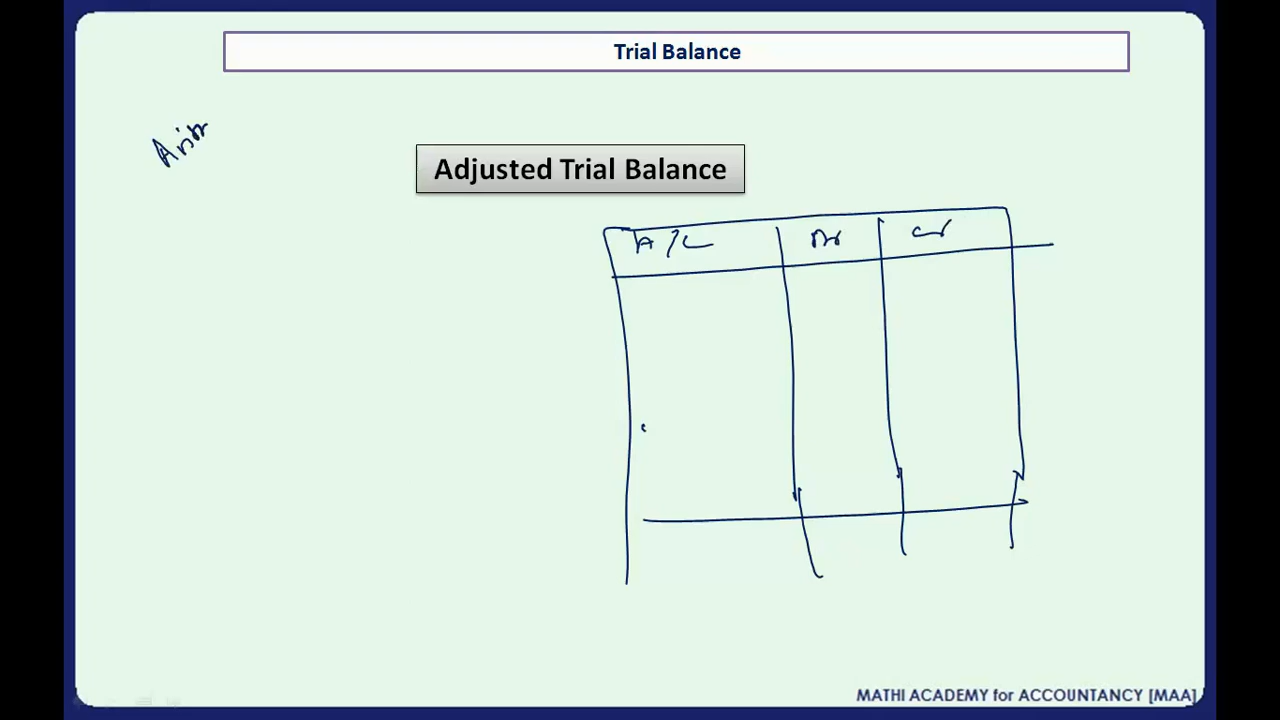 Trial Balance
Adjusted Trial Balance
A/C Dr Cr
MATHI ACADEMY for ACCOUNTANCY [MAA]